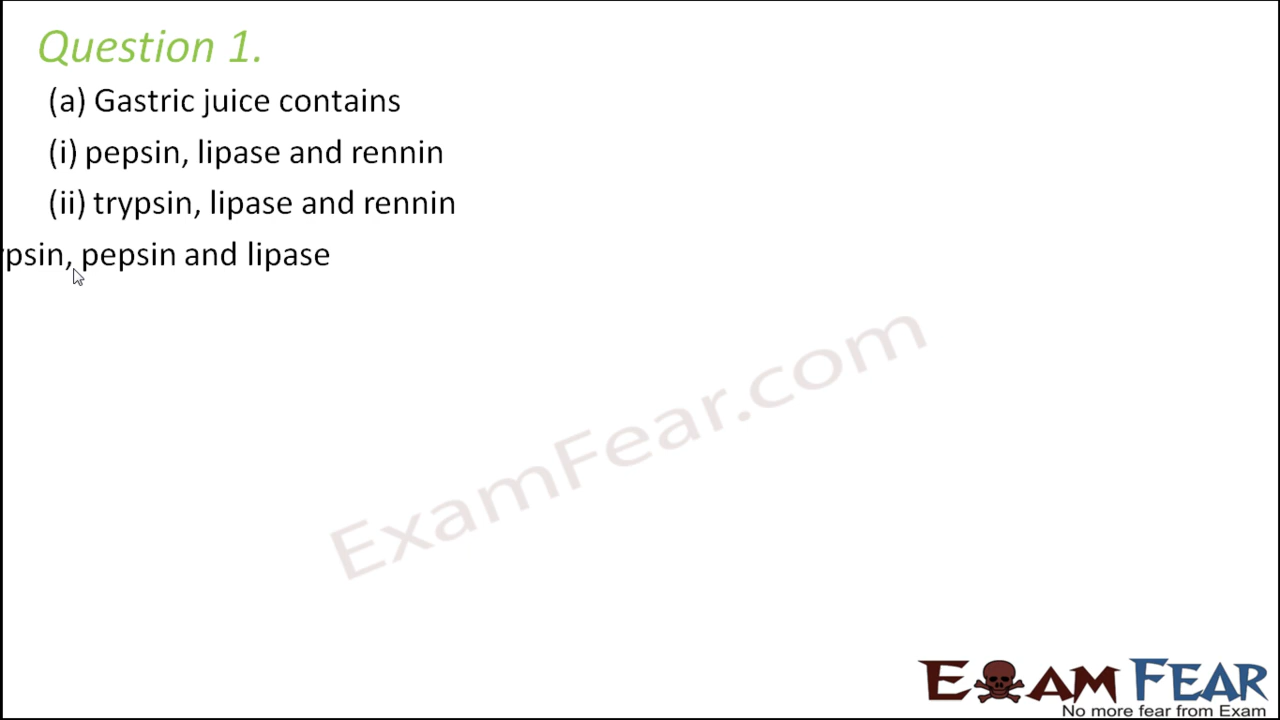 Question 1.
(a) Gastric juice contains
(i) pepsin, lipase and rennin
(ii) trypsin, lipase and rennin
ypsin, pepsin and lipase
ExamFear.com
EXAM FEAR
No more fear from Exam